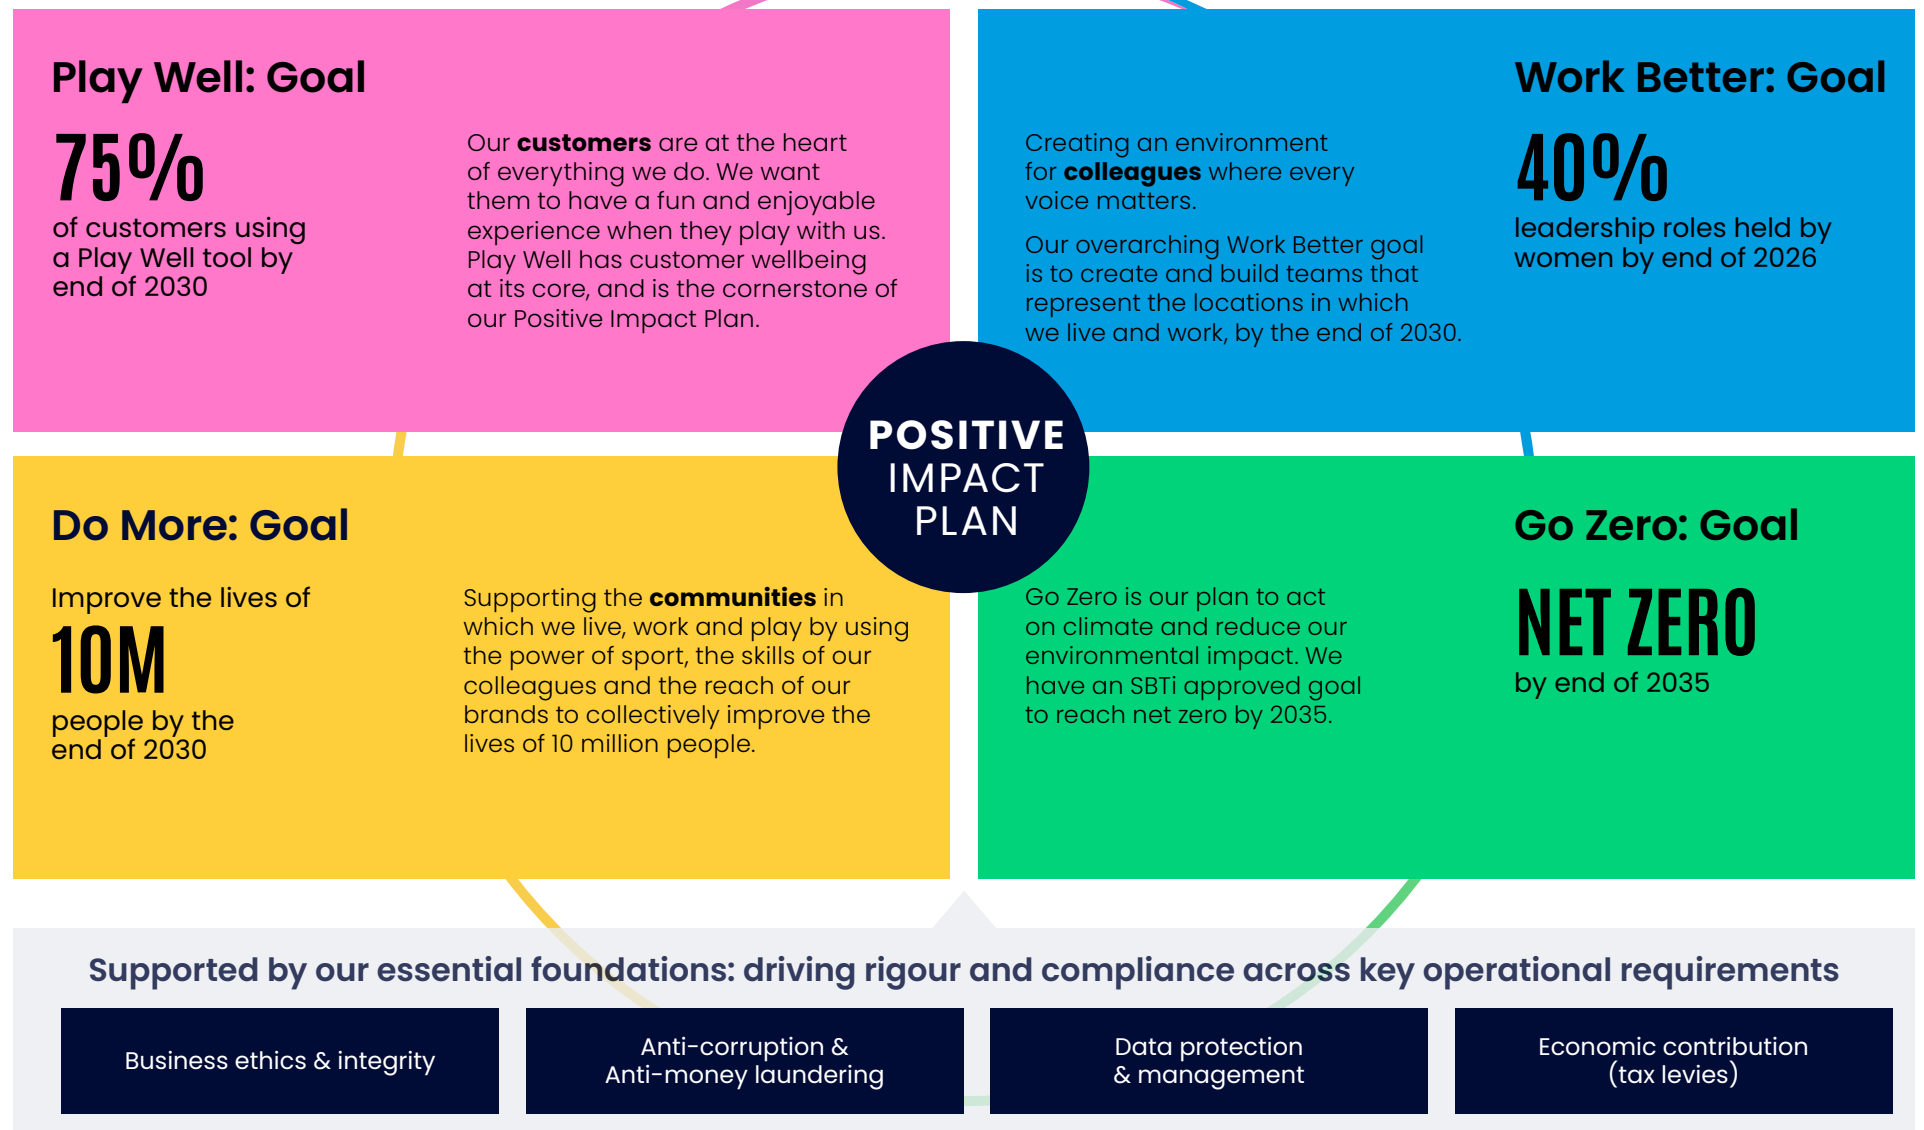 Play Well: Goal
75%
of customers using
a Play Well tool by
end of 2030
Our customers are at the heart
of everything we do. We want
them to have a fun and enjoyable
experience when they play with us.
Play Well has customer wellbeing
at its core, and is the cornerstone of
our Positive Impact Plan.
Work Better: Goal
Creating an environment
for colleagues where every
voice matters.
Our overarching Work Better goal
is to create and build teams that
represent the locations in which
we live and work, by the end of 2030.
40%
leadership roles held by
women by end of 2026
POSITIVE
IMPACT
PLAN
Do More: Goal
Improve the lives of
10M
people by the
end of 2030
Supporting the communities in
which we live, work and play by using
the power of sport, the skills of our
colleagues and the reach of our
brands to collectively improve the
lives of 10 million people.
Go Zero: Goal
Go Zero is our plan to act
on climate and reduce our
environmental impact. We
have an SBTi approved goal
to reach net zero by 2035.
NET ZERO
by end of 2035
Supported by our essential foundations: driving rigour and compliance across key operational requirements
Business ethics & integrity
Anti-corruption &
Anti-money laundering
Data protection
& management
Economic contribution
(tax levies)